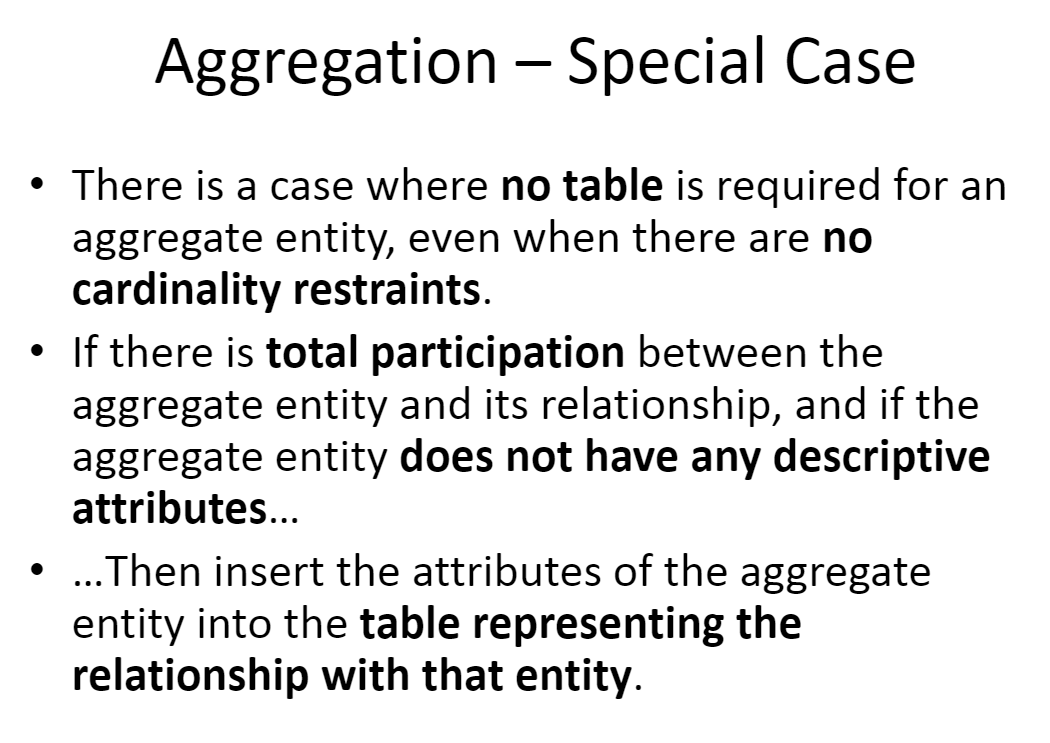 Aggregation – Special Case
• There is a case where no table is required for an
aggregate entity, even when there are no
cardinality restraints.
• If there is total participation between the
aggregate entity and its relationship, and if the
aggregate entity does not have any descriptive
attributes…
• …Then insert the attributes of the aggregate
entity into the table representing the
relationship with that entity.